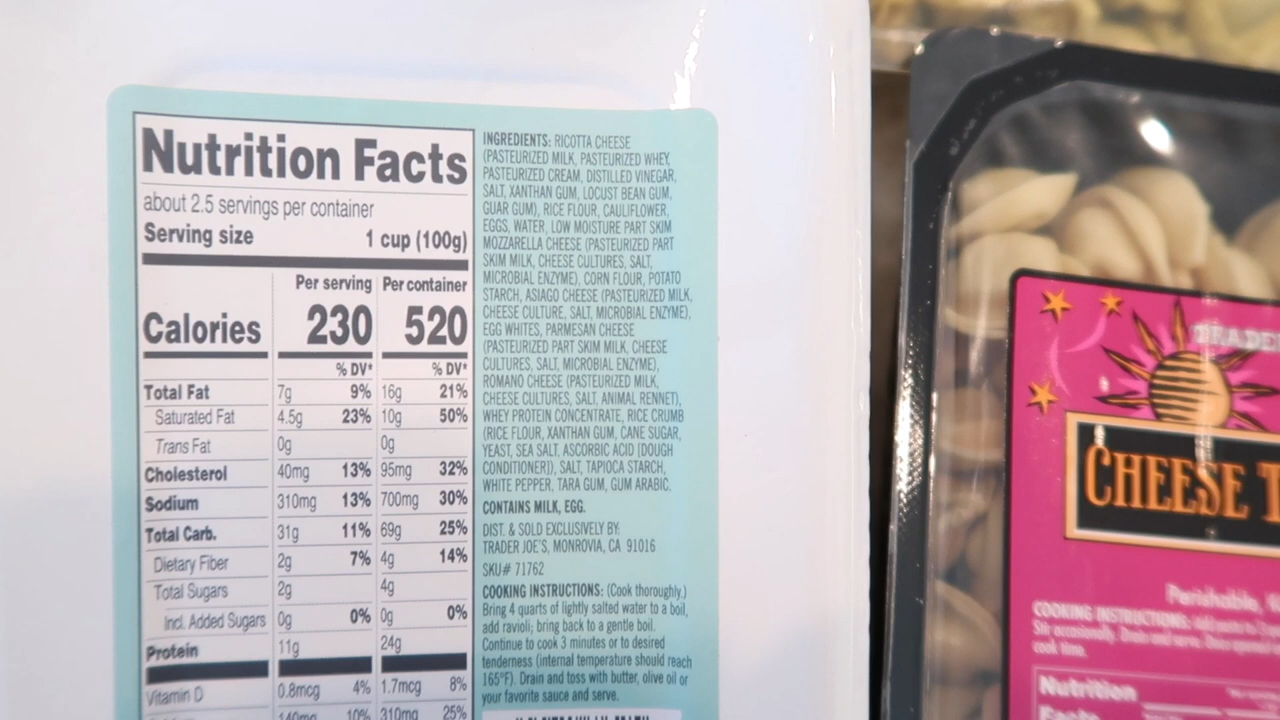 Nutrition Facts
about 2.5 servings per container
Serving size 1 cup (100g)
Per serving Per container
Calories 230 520
% DV* % DV*
Total Fat 7g 9% 16g 21%
Saturated Fat 4.5g 23% 10g 50%
Trans Fat 0g 0g
Cholesterol 40mg 13% 95mg 32%
Sodium 310mg 13% 700mg 30%
Total Carb. 31g 11% 69g 25%
Dietary Fiber 2g 7% 4g 14%
Total Sugars 2g 4g
Incl. Added Sugars 0g 0% 0g 0%
Protein 11g 24g
Vitamin D 0.8mcg 4% 1.7mcg 8%
140mg 10% 310mg 25%
INGREDIENTS: RICOTTA CHEESE
(PASTEURIZED MILK, PASTEURIZED WHEY,
PASTEURIZED CREAM, DISTILLED VINEGAR,
SALT, XANTHAN GUM, LOCUST BEAN GUM,
GUAR GUM), RICE FLOUR, CAULIFLOWER,
EGGS, WATER, LOW MOISTURE PART SKIM
MOZZARELLA CHEESE (PASTEURIZED PART
SKIM MILK, CHEESE CULTURES, SALT,
MICROBIAL ENZYME), CORN FLOUR, POTATO
STARCH, ASIAGO CHEESE (PASTEURIZED MILK,
CHEESE CULTURE, SALT, MICROBIAL ENZYME),
EGG WHITES, PARMESAN CHEESE
(PASTEURIZED PART SKIM MILK, CHEESE
CULTURES, SALT, MICROBIAL ENZYME),
ROMANO CHEESE (PASTEURIZED MILK,
CHEESE CULTURES, SALT, ANIMAL RENNET),
WHEY PROTEIN CONCENTRATE, RICE CRUMB
(RICE FLOUR, XANTHAN GUM, CANE SUGAR,
YEAST, SEA SALT, ASCORBIC ACID [DOUGH
CONDITIONER]), SALT, TAPIOCA STARCH,
WHITE PEPPER, TARA GUM, GUM ARABIC.
CONTAINS MILK, EGG.
DIST. & SOLD EXCLUSIVELY BY:
TRADER JOE'S, MONROVIA, CA 91016
SKU# 71762
COOKING INSTRUCTIONS: (Cook thoroughly.)
Bring 4 quarts of lightly salted water to a boil,
add ravioli; bring back to a gentle boil.
Continue to cook 3 minutes or to desired
tenderness (internal temperature should reach
165°F). Drain and toss with butter, olive oil or
your favorite sauce and serve.
CHEESE T
Perishable,
COOKING INSTRUCTIONS:
Stir occasionally. Drain and serve.
cook time.
Nutrition
Facts